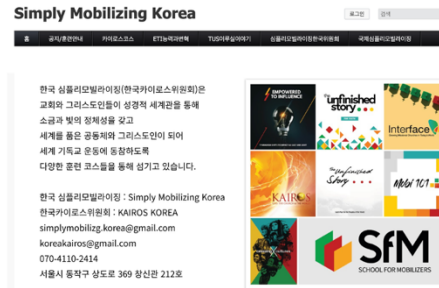 Simply Mobilizing Korea
로그인
검색
홈 공지/훈련안내 카이로스코스 ETI능력과변혁 TUS미루실이야기 심플리모빌라이징한국위원회 국제심플리모빌라이징
한국 심플리모빌라이징(한국카이로스위원회)은
교회와 그리스도인들이 성경적 세계관을 통해
소금과 빛의 정체성을 갖고
세계를 품은 공동체와 그리스도인이 되어
세계 기독교 운동에 동참하도록
다양한 훈련 코스들을 통해 섬기고 있습니다.
한국 심플리모빌라이징 : Simply Mobilizing Korea
한국카이로스위원회 : KAIROS KOREA
simplymobilizg.korea@gmail.com
koreakairos@gmail.com
070-4110-2414
서울시 동작구 상도로 369 창신관 212호
EMPOWERED
TO INFLUENCE
the unfinished
story...
Interface
KAIROS
the Unfinished
Story...
Mobi 101
SfM
SCHOOL FOR MOBILIZERS